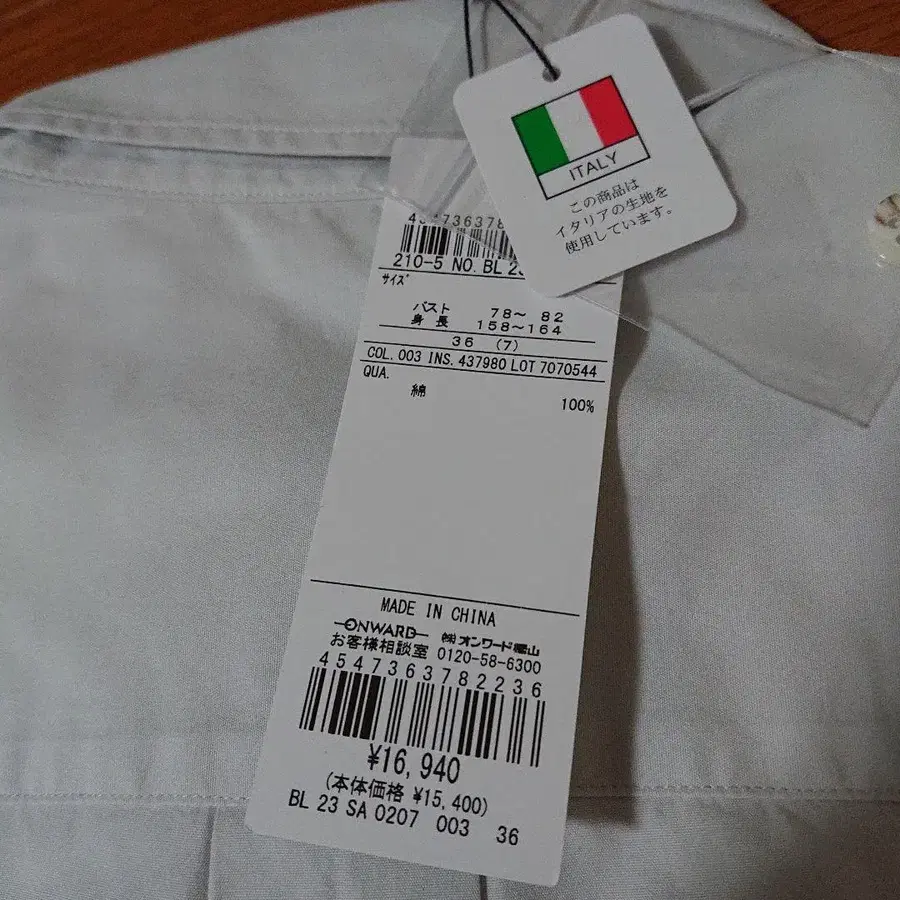 ITALY
この商品は
イタリアの生地を
使用しています。
210-5 NO. BL
サイズ
バスト 78〜 82
身長 158〜164
36 (7)
COL. 003 INS. 437980 LOT 7070544
QUA.
綿 100%
MADE IN CHINA
ONWARD ㈱オンワード樫山
お客様相談室 0120-58-6300
4547363782236
¥16,940
(本体価格 ¥15,400)
BL 23 SA 0207 003 36